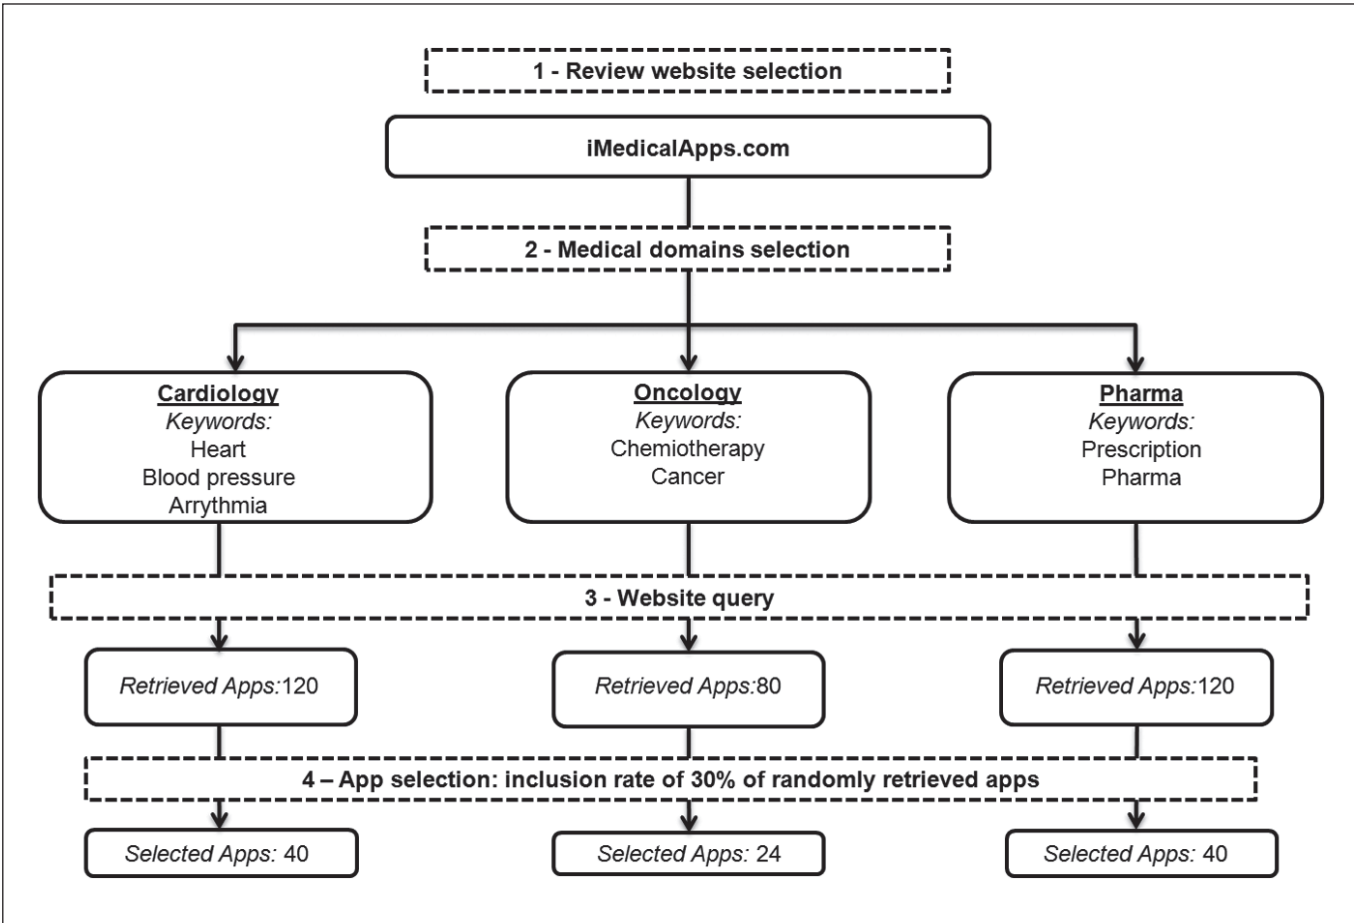 1 - Review website selection
iMedicalApps.com
2 - Medical domains selection
Cardiology
Keywords:
Heart
Blood pressure
Arrythmia
Oncology
Keywords:
Chemiotherapy
Cancer
Pharma
Keywords:
Prescription
Pharma
3 - Website query
Retrieved Apps:120
Retrieved Apps:80
Retrieved Apps:120
4 – App selection: inclusion rate of 30% of randomly retrieved apps
Selected Apps: 40
Selected Apps: 24
Selected Apps: 40